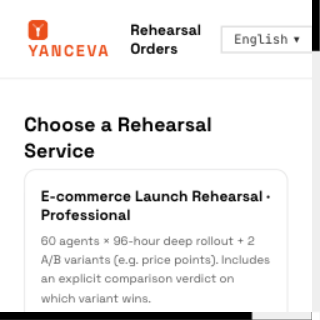 YANCEVA
Rehearsal
Orders
English ▾
Choose a Rehearsal
Service
E-commerce Launch Rehearsal ·
Professional
60 agents × 96-hour deep rollout + 2
A/B variants (e.g. price points). Includes
an explicit comparison verdict on
which variant wins.